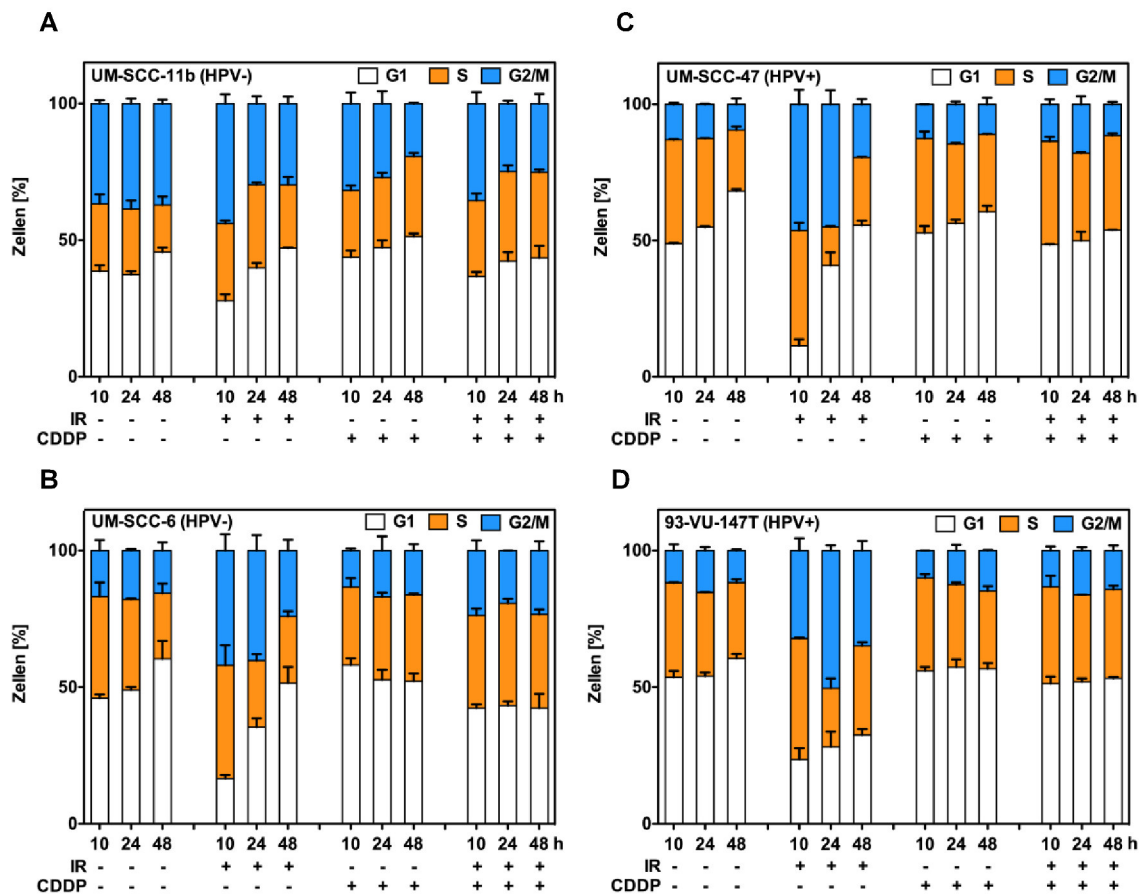 A
UM-SCC-11b (HPV-) G1 S G2/M
Zellen [%]
100
50
0
10 24 48 10 24 48 10 24 48 10 24 48 h
IR - - - + + + - - - + + +
CDDP - - - - - - + + + + + +
B
UM-SCC-6 (HPV-) G1 S G2/M
Zellen [%]
100
50
0
10 24 48 10 24 48 10 24 48 10 24 48 h
IR - - - + + + - - - + + +
CDDP - - - - - - + + + + + +
C
UM-SCC-47 (HPV+) G1 S G2/M
Zellen [%]
100
50
0
10 24 48 10 24 48 10 24 48 10 24 48 h
IR - - - + + + - - - + + +
CDDP - - - - - - + + + + + +
D
93-VU-147T (HPV+) G1 S G2/M
Zellen [%]
100
50
0
10 24 48 10 24 48 10 24 48 10 24 48 h
IR - - - + + + - - - + + +
CDDP - - - - - - + + + + + +